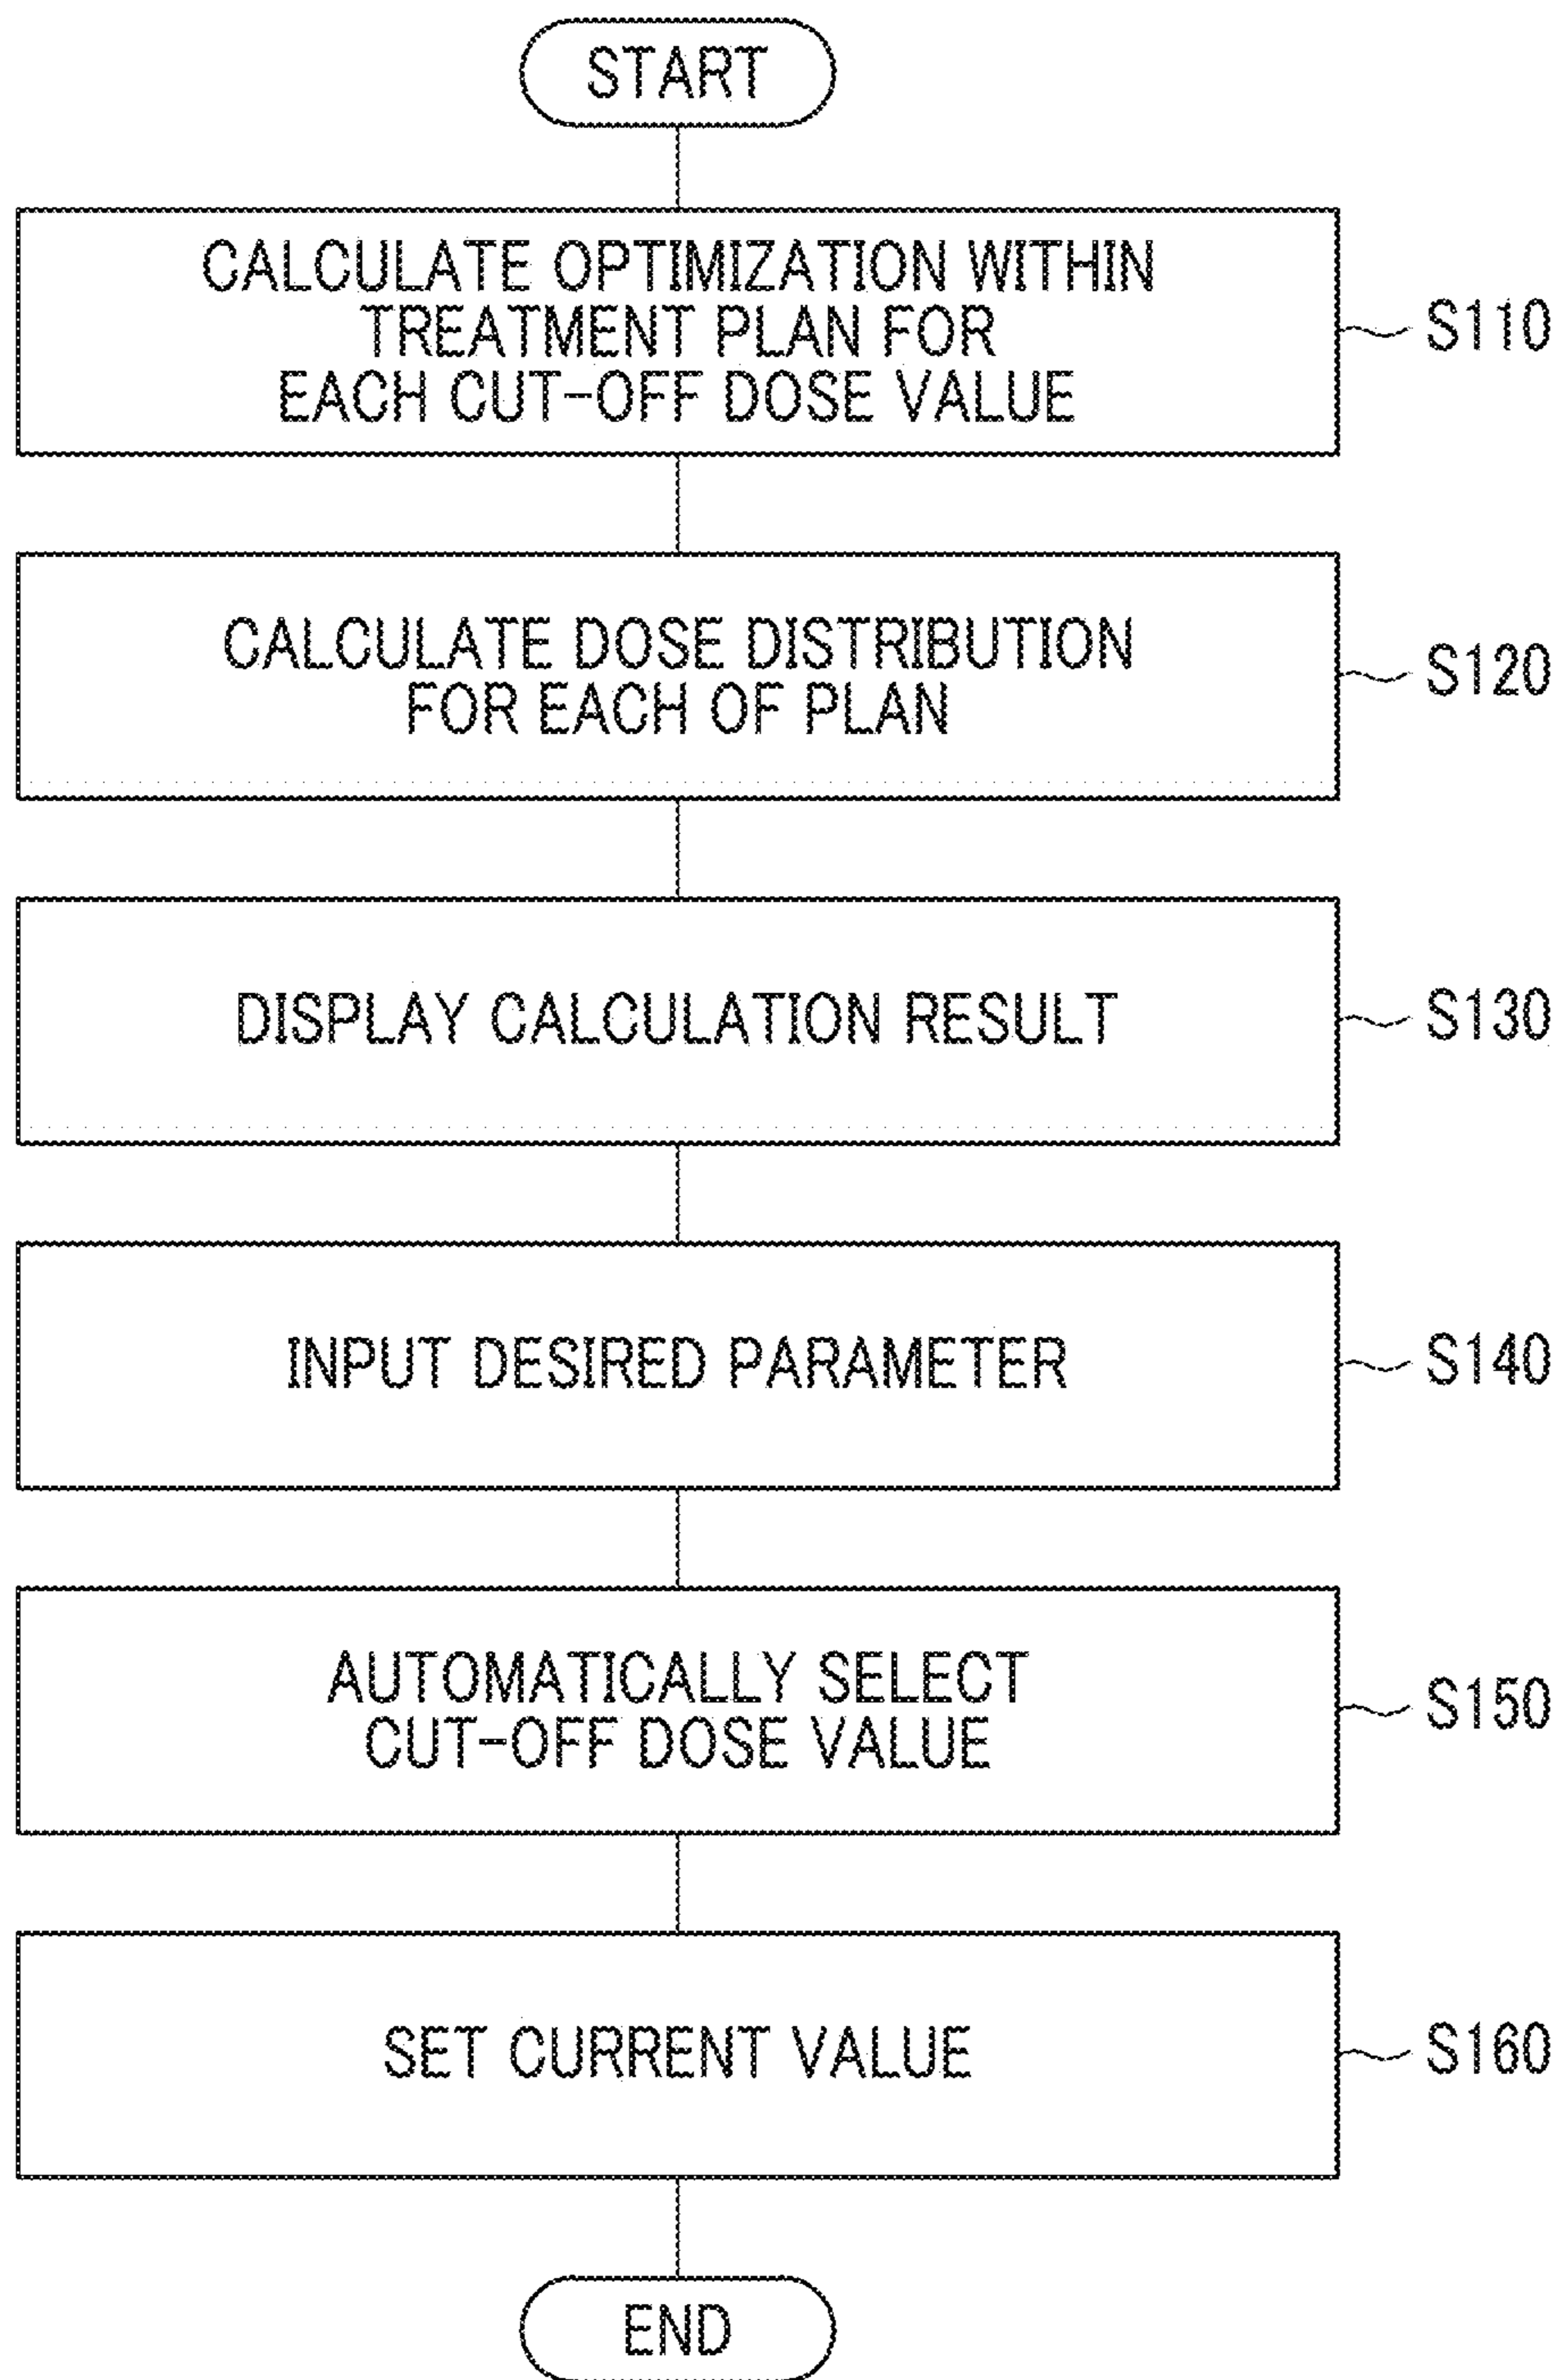 START
CALCULATE OPTIMIZATION WITHIN
TREATMENT PLAN FOR
EACH CUT-OFF DOSE VALUE
S110
CALCULATE DOSE DISTRIBUTION
FOR EACH OF PLAN
S120
DISPLAY CALCULATION RESULT
S130
INPUT DESIRED PARAMETER
S140
AUTOMATICALLY SELECT
CUT-OFF DOSE VALUE
S150
SET CURRENT VALUE
S160
END